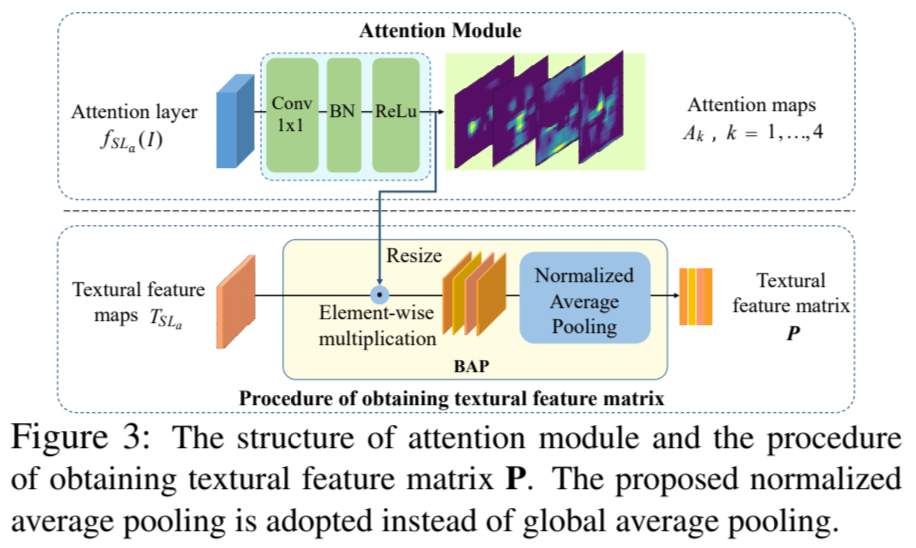 Attention Module
Attention layer
f_{SL_a}(I)
Conv
1x1
BN
ReLu
Attention maps
A_k , k = 1,...,4
Textural feature
maps T_{SL_a}
Resize
Element-wise
multiplication
Normalized
Average
Pooling
BAP
Textural
feature matrix
P
Procedure of obtaining textural feature matrix
Figure 3: The structure of attention module and the procedure
of obtaining textural feature matrix P. The proposed normalized
average pooling is adopted instead of global average pooling.